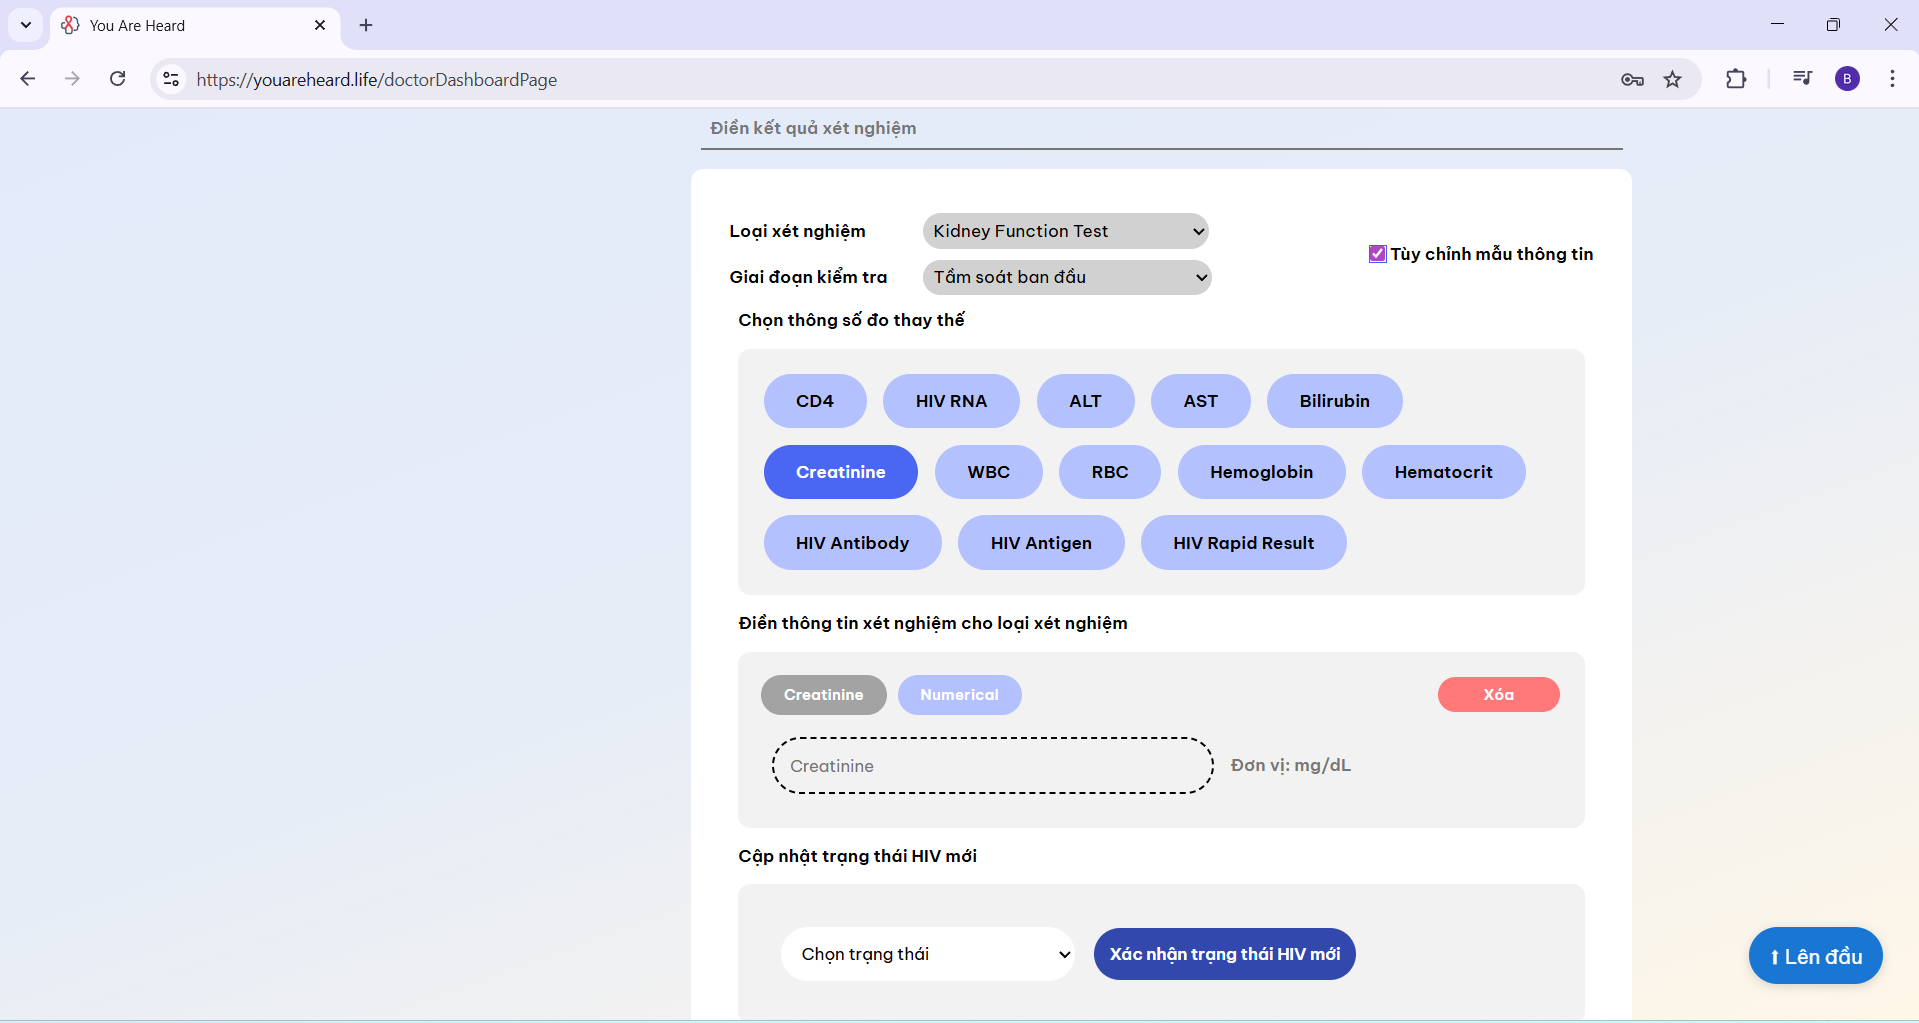 You Are Heard
https://youareheard.life/doctorDashboardPage
B
Điền kết quả xét nghiệm
Loại xét nghiệm
Kidney Function Test
Tùy chỉnh mẫu thông tin
Giai đoạn kiểm tra
Tầm soát ban đầu
Chọn thông số đo thay thế
CD4 HIV RNA ALT AST Bilirubin
Creatinine WBC RBC Hemoglobin Hematocrit
HIV Antibody HIV Antigen HIV Rapid Result
Điền thông tin xét nghiệm cho loại xét nghiệm
Creatinine Numerical Xóa
Creatinine Đơn vị: mg/dL
Cập nhật trạng thái HIV mới
Chọn trạng thái Xác nhận trạng thái HIV mới
⬆ Lên đầu